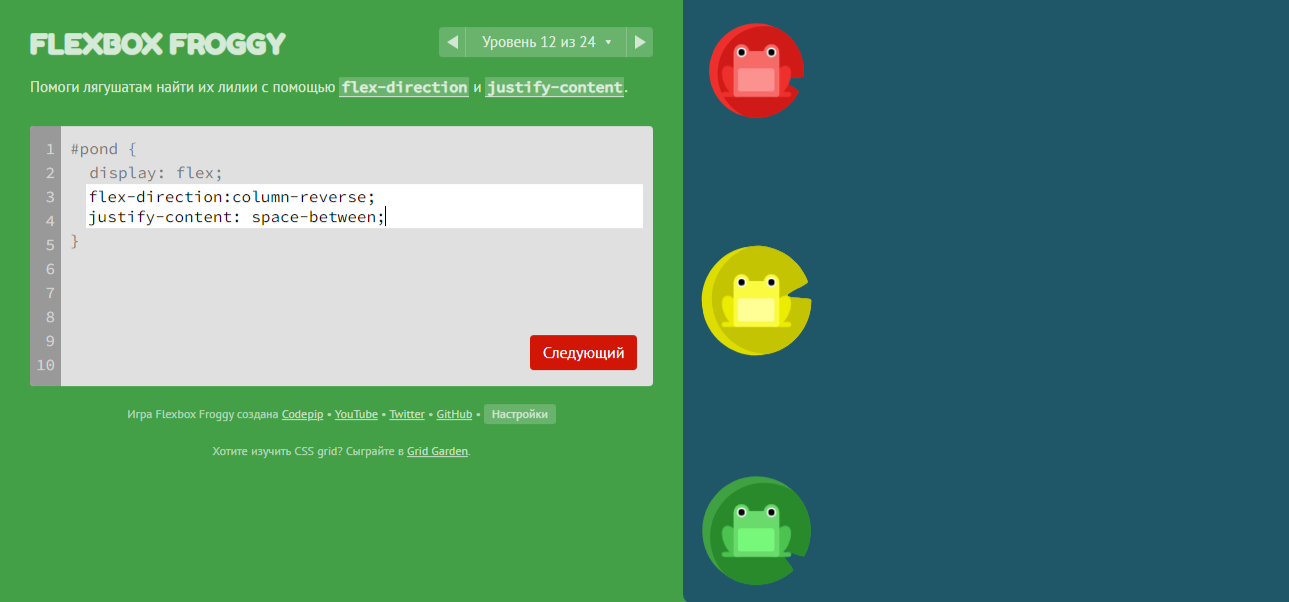 FLEXBOX FROGGY
Уровень 12 из 24
Помоги лягушатам найти их лилии с помощью flex-direction и justify-content.
1 #pond {
2 display: flex;
3 flex-direction:column-reverse;
4 justify-content: space-between;
5 }
6
7
8
9
10
Следующий
Игра Flexbox Froggy создана Codepip • YouTube • Twitter • GitHub • Настройки
Хотите изучить CSS grid? Сыграйте в Grid Garden.